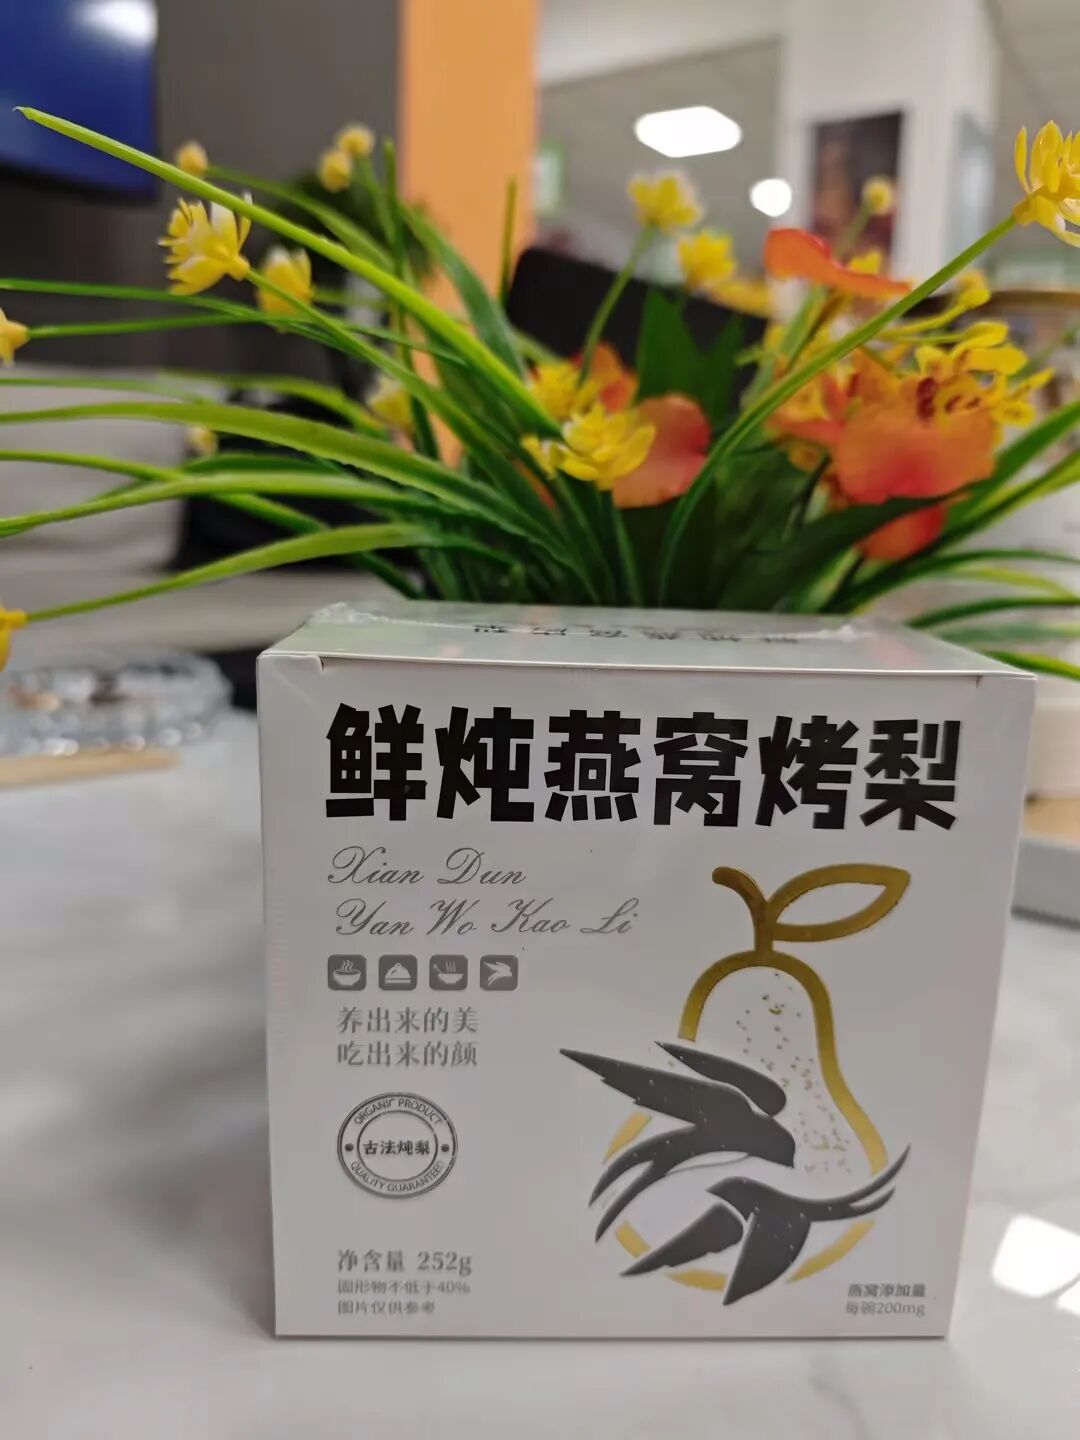 鲜炖燕窝烤梨
Xian Dun
Yan Wo Kao Li
养出来的美
吃出来的颜
ORGANIC PRODUCT
古法炖梨
QUALITY GUARANTEED
净含量 252g
固形物不低于40%
图片仅供参考
燕窝添加量
每碗200mg